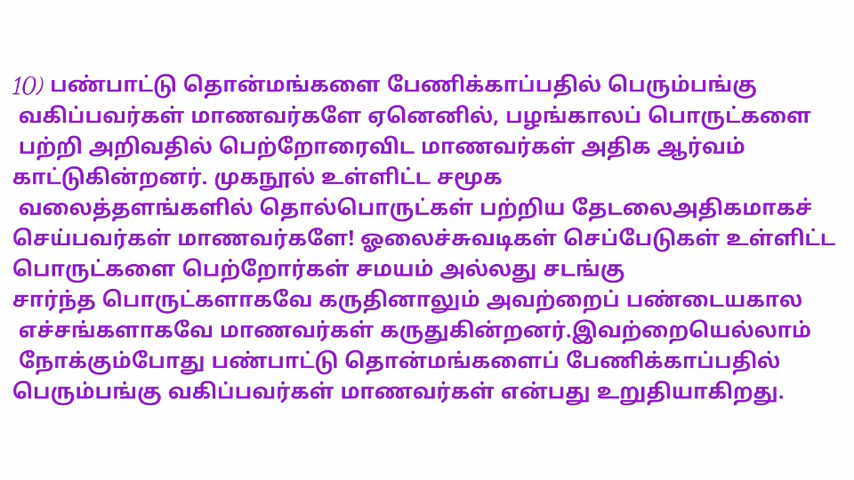 10) பண்பாட்டு தொன்மங்களை பேணிக்காப்பதில் பெரும்பங்கு
வகிப்பவர்கள் மாணவர்களே ஏனெனில், பழங்காலப் பொருட்களை
பற்றி அறிவதில் பெற்றோரைவிட மாணவர்கள் அதிக ஆர்வம்
காட்டுகின்றனர். முகநூல் உள்ளிட்ட சமூக
வலைத்தளங்களில் தொல்பொருட்கள் பற்றிய தேடலைஅதிகமாகச்
செய்பவர்கள் மாணவர்களே! ஓலைச்சுவடிகள் செப்பேடுகள் உள்ளிட்ட
பொருட்களை பெற்றோர்கள் சமயம் அல்லது சடங்கு
சார்ந்த பொருட்களாகவே கருதினாலும் அவற்றைப் பண்டையகால
எச்சங்களாகவே மாணவர்கள் கருதுகின்றனர்.இவற்றையெல்லாம்
நோக்கும்போது பண்பாட்டு தொன்மங்களைப் பேணிக்காப்பதில்
பெரும்பங்கு வகிப்பவர்கள் மாணவர்கள் என்பது உறுதியாகிறது.